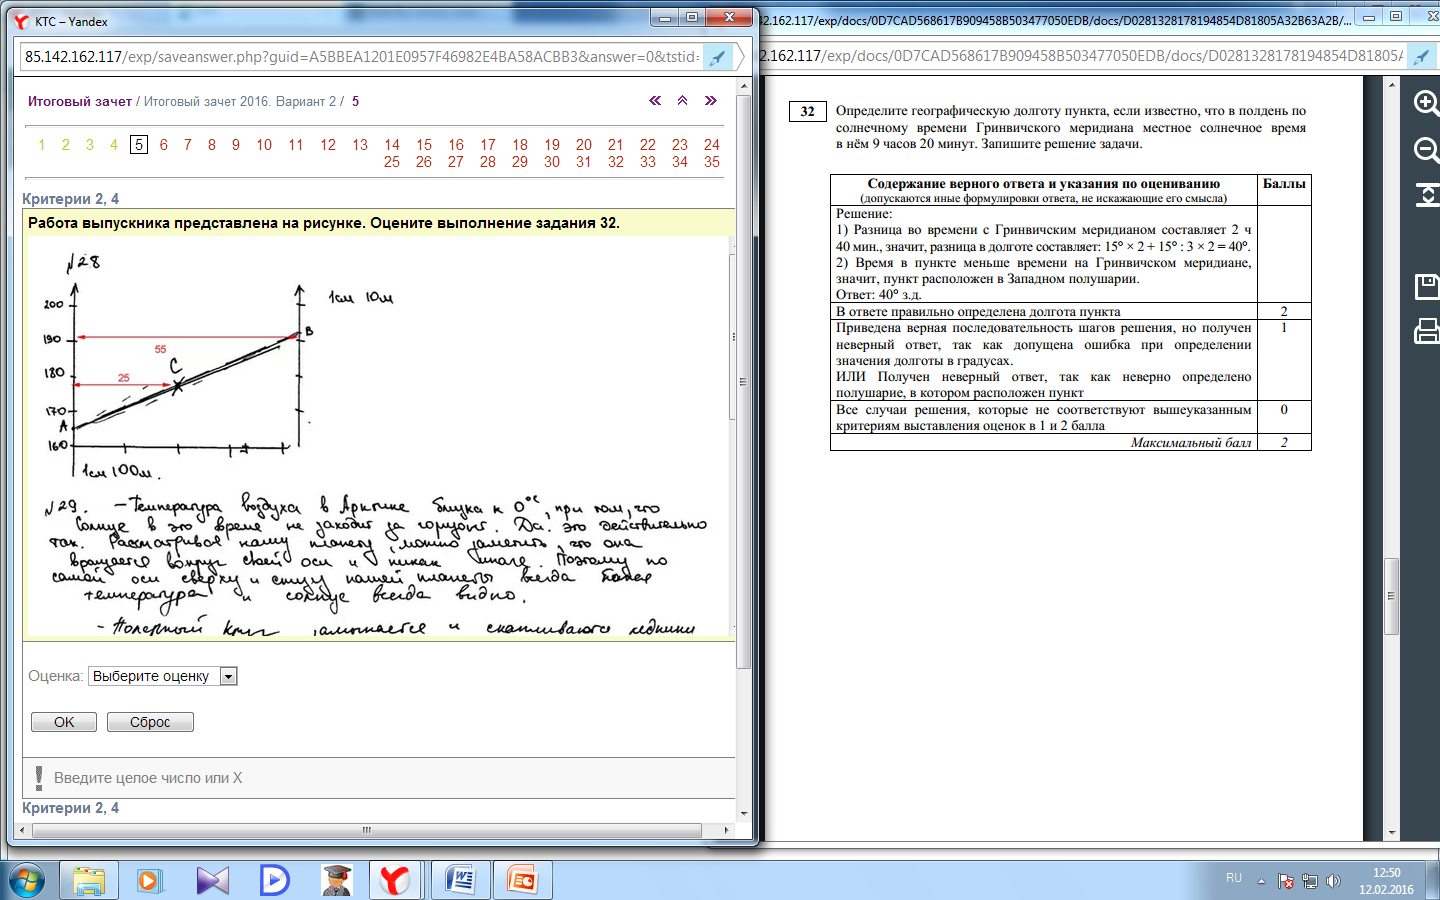 KTC – Yandex
85.142.162.117/exp/saveanswer.php?guid=A5BBEA1201E0957F46982E4BA58ACBB3&answer=0&tstid=
Итоговый зачет / Итоговый зачет 2016. Вариант 2 / 5
1 2 3 4 5 6 7 8 9 10 11 12 13 14 15 16 17 18 19 20 21 22 23 24
25 26 27 28 29 30 31 32 33 34 35
Критерии 2, 4
Работа выпускника представлена на рисунке. Оцените выполнение задания 32.
№28
200
190
180
170
160
1см 10м
B
55
C
25
A
1см 100м.
№29. – Температура воздуха в Арктике близка к 0°С, при том, что
Солнце в это время не заходит за горизонт. Да. это действительно
так. Рассматривая нашу планету, можно заметить, что она
вращается вокруг своей оси и никак иначе. Поэтому по
самой оси сверху и снизу нашей планеты всегда
температура и солнце всегда видно.
– Полярный круг и скапливаются ледники
Оценка: Выберите оценку
OK Сброс
Введите целое число или X
Критерии 2, 4
42.162.117/exp/docs/0D7CAD568617B909458B503477050EDB/docs/D0281328178194854D81805A32B63A2B/...
2.162.117/exp/docs/0D7CAD568617B909458B503477050EDB/docs/D0281328178194854D81805A
32 Определите географическую долготу пункта, если известно, что в полдень по
солнечному времени Гринвичского меридиана местное солнечное время
в нём 9 часов 20 минут. Запишите решение задачи.
Содержание верного ответа и указания по оцениванию Баллы
(допускаются иные формулировки ответа, не искажающие его смысла)
Решение:
1) Разница во времени с Гринвичским меридианом составляет 2 ч
40 мин., значит, разница в долготе составляет: 15° × 2 + 15° : 3 × 2 = 40°.
2) Время в пункте меньше времени на Гринвичском меридиане,
значит, пункт расположен в Западном полушарии.
Ответ: 40° з.д.
В ответе правильно определена долгота пункта 2
Приведена верная последовательность шагов решения, но получен 1
неверный ответ, так как допущена ошибка при определении
значения долготы в градусах.
ИЛИ Получен неверный ответ, так как неверно определено
полушарие, в котором расположен пункт
Все случаи решения, которые не соответствуют вышеуказанным 0
критериям выставления оценок в 1 и 2 балла
Максимальный балл 2
RU
12:50
12.02.2016